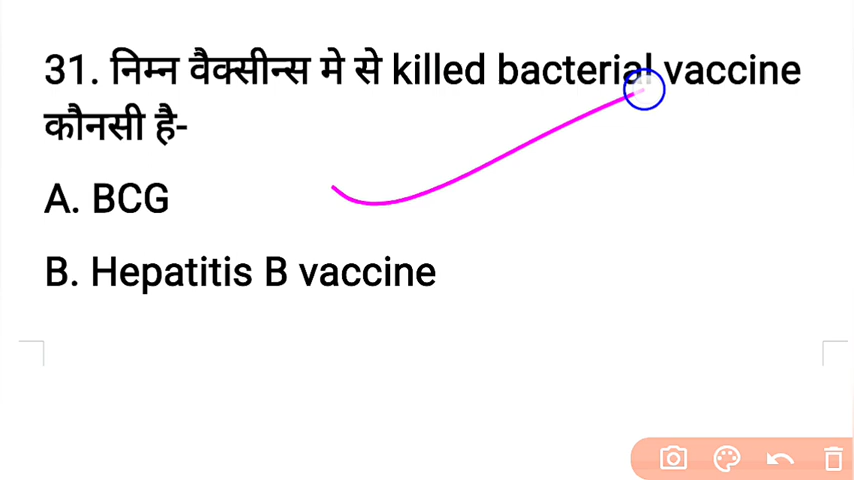 31. निम्न वैक्सीन्स मे से killed bacterial vaccine
कौनसी है-
A. BCG
B. Hepatitis B vaccine